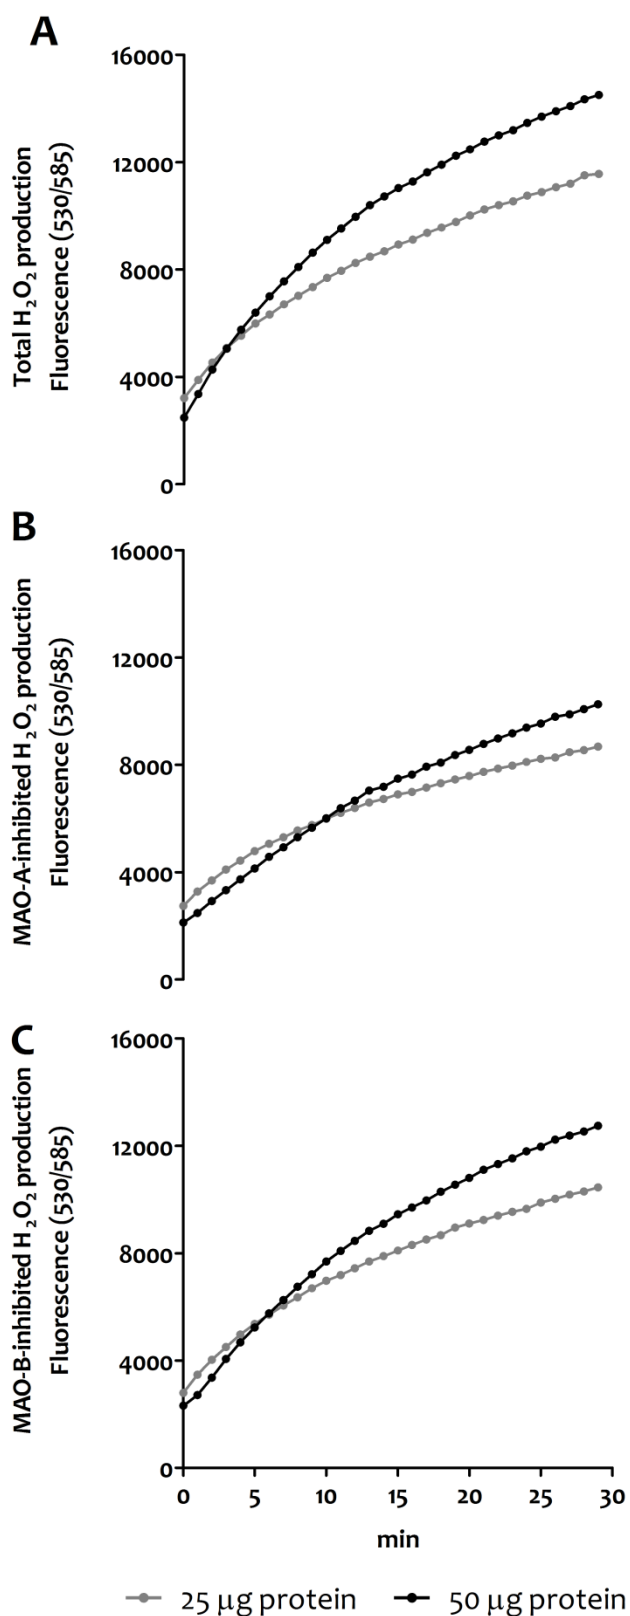 A
Total H₂O₂ production
Fluorescence (530/585)
16000
12000
8000
4000
0
B
MAO-A-inhibited H₂O₂ production
Fluorescence (530/585)
16000
12000
8000
4000
0
C
MAO-B-inhibited H₂O₂ production
Fluorescence (530/585)
16000
12000
8000
4000
0
0 5 10 15 20 25 30
min
25 µg protein 50 µg protein